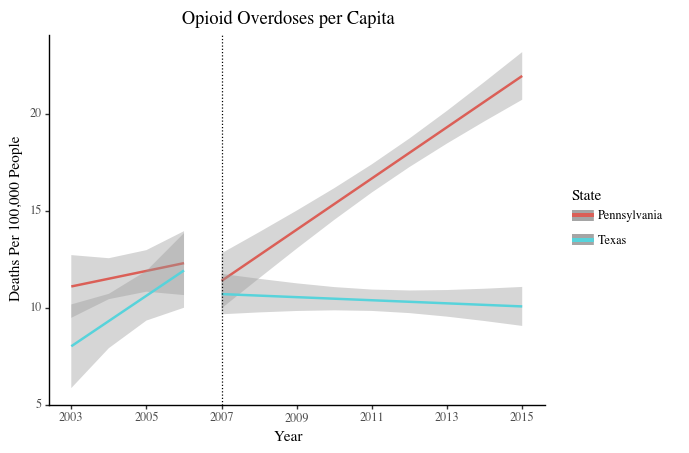 Opioid Overdoses per Capita
Deaths Per 100,000 People
20
15
10
5
2003 2005 2007 2009 2011 2013 2015
Year
State
Pennsylvania
Texas